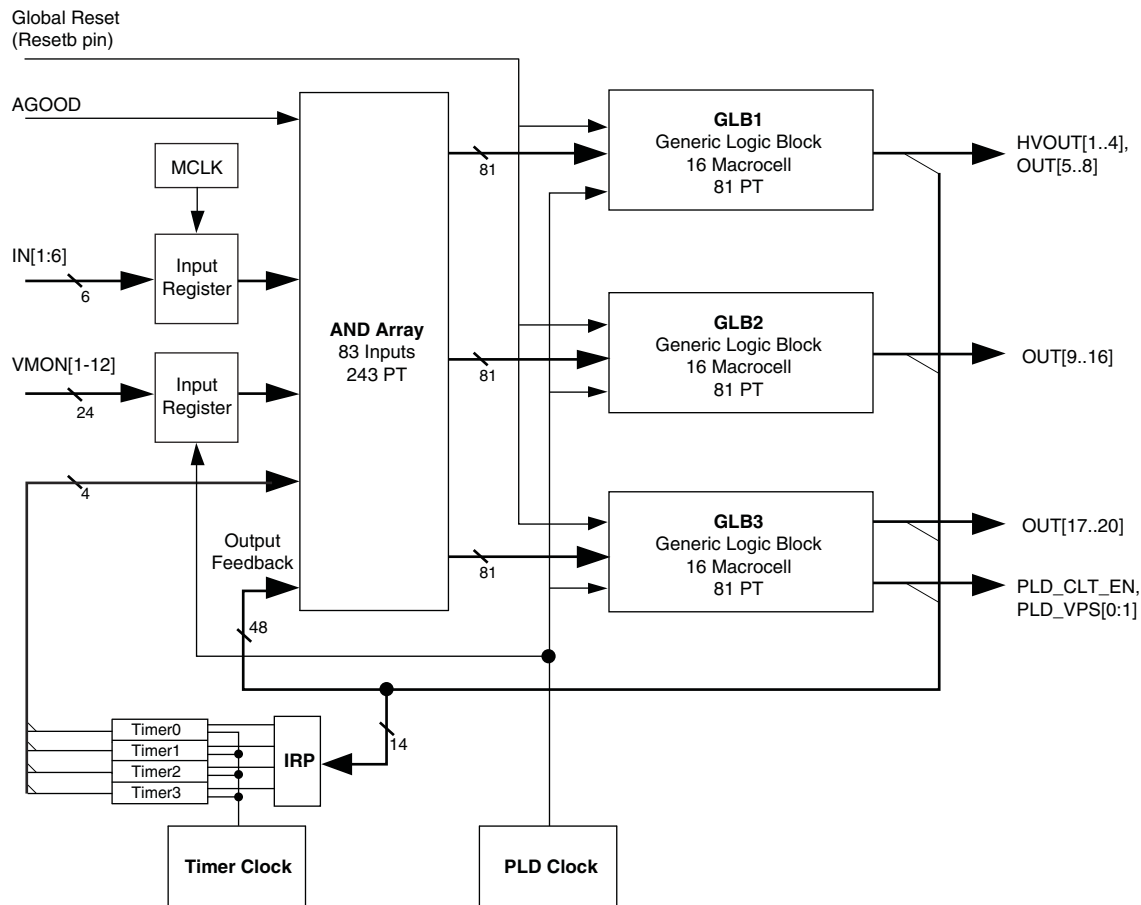 Global Reset
(Resetb pin)
AGOOD
MCLK
IN[1:6]
6
Input
Register
VMON[1-12]
24
Input
Register
4
Output
Feedback
48
AND Array
83 Inputs
243 PT
81
81
81
GLB1
Generic Logic Block
16 Macrocell
81 PT
HVOUT[1..4],
OUT[5..8]
GLB2
Generic Logic Block
16 Macrocell
81 PT
OUT[9..16]
GLB3
Generic Logic Block
16 Macrocell
81 PT
OUT[17..20]
PLD_CLT_EN,
PLD_VPS[0:1]
14
Timer0
Timer1
Timer2
Timer3
IRP
Timer Clock
PLD Clock